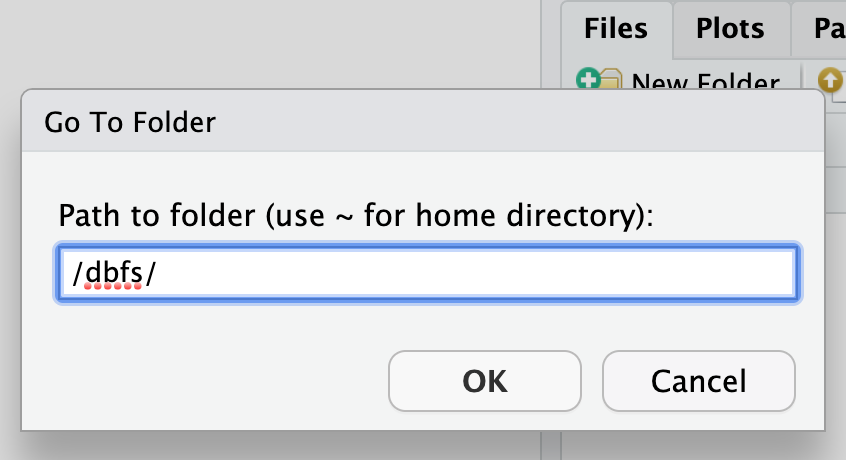 Files Plots Pa
New Folder
Go To Folder
Path to folder (use ~ for home directory):
/dbfs/
OK Cancel